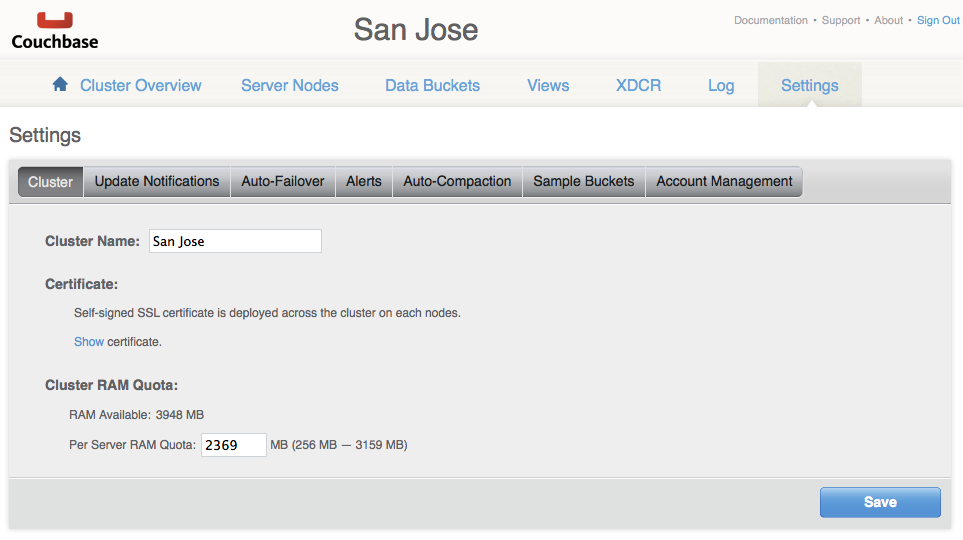 Couchbase
San Jose
Documentation • Support • About • Sign Out
Cluster Overview Server Nodes Data Buckets Views XDCR Log Settings
Settings
Cluster Update Notifications Auto-Failover Alerts Auto-Compaction Sample Buckets Account Management
Cluster Name: San Jose
Certificate:
Self-signed SSL certificate is deployed across the cluster on each nodes.
Show certificate.
Cluster RAM Quota:
RAM Available: 3948 MB
Per Server RAM Quota: 2369 MB (256 MB — 3159 MB)
Save